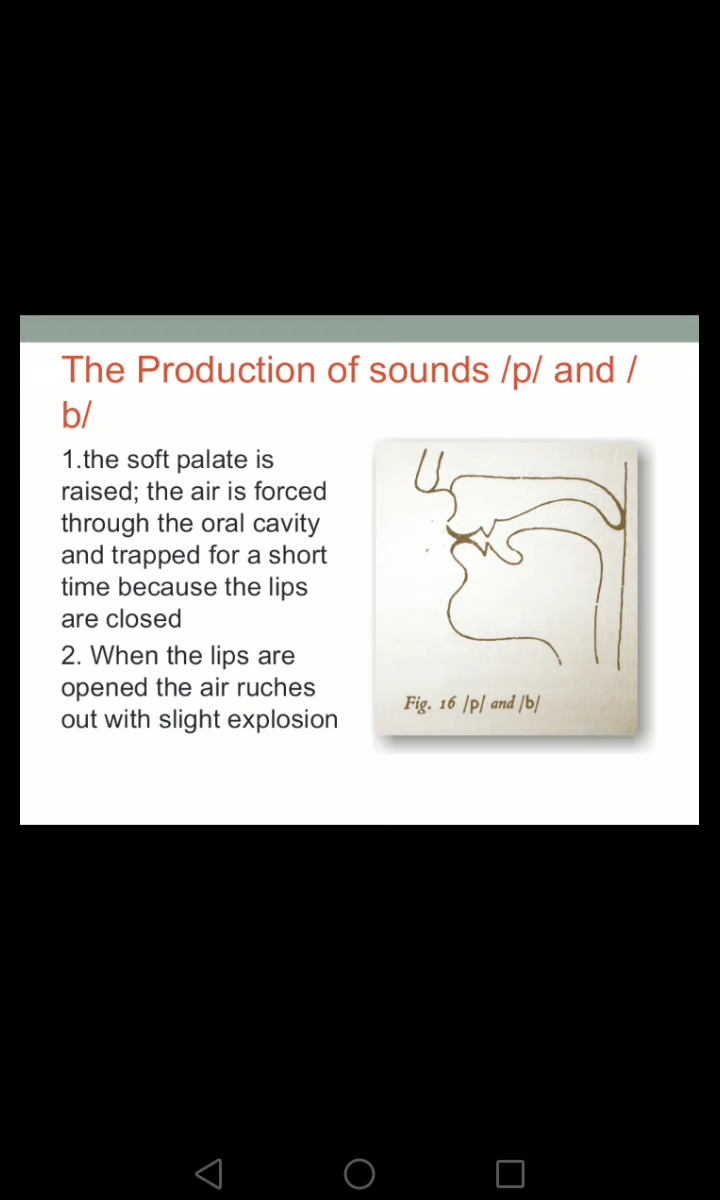 The Production of sounds /p/ and /
b/
1.the soft palate is
raised; the air is forced
through the oral cavity
and trapped for a short
time because the lips
are closed
2. When the lips are
opened the air ruches
out with slight explosion
Fig. 16 /p/ and /b/